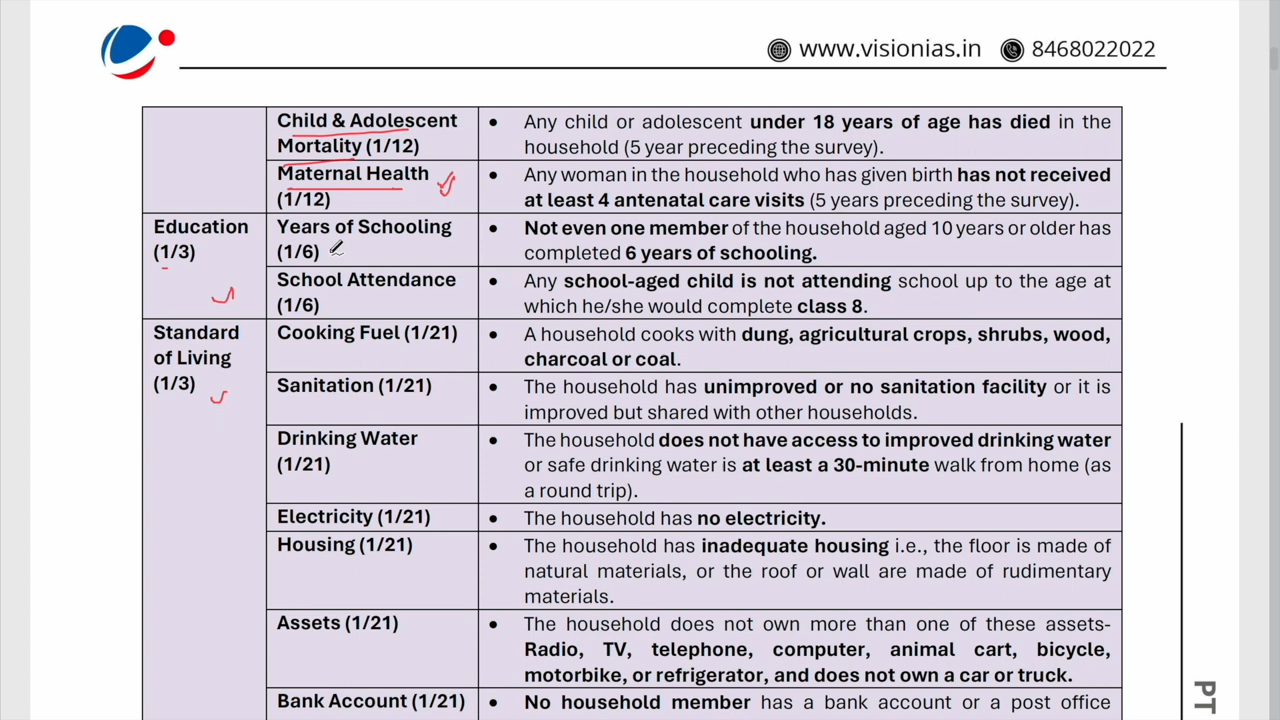 www.visionias.in 8468022022
Child & Adolescent
Mortality (1/12)
• Any child or adolescent under 18 years of age has died in the
household (5 year preceding the survey).
Maternal Health
(1/12)
• Any woman in the household who has given birth has not received
at least 4 antenatal care visits (5 years preceding the survey).
Education
(1/3)
Years of Schooling
(1/6)
• Not even one member of the household aged 10 years or older has
completed 6 years of schooling.
School Attendance
(1/6)
• Any school-aged child is not attending school up to the age at
which he/she would complete class 8.
Standard
of Living
(1/3)
Cooking Fuel (1/21)
• A household cooks with dung, agricultural crops, shrubs, wood,
charcoal or coal.
Sanitation (1/21)
• The household has unimproved or no sanitation facility or it is
improved but shared with other households.
Drinking Water
(1/21)
• The household does not have access to improved drinking water
or safe drinking water is at least a 30-minute walk from home (as
a round trip).
Electricity (1/21)
• The household has no electricity.
Housing (1/21)
• The household has inadequate housing i.e., the floor is made of
natural materials, or the roof or wall are made of rudimentary
materials.
Assets (1/21)
• The household does not own more than one of these assets-
Radio, TV, telephone, computer, animal cart, bicycle,
motorbike, or refrigerator, and does not own a car or truck.
Bank Account (1/21)
• No household member has a bank account or a post office
PT